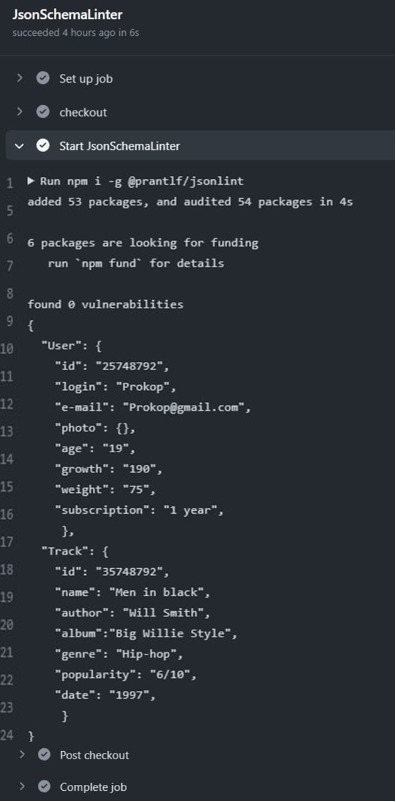 JsonSchemaLinter
succeeded 4 hours ago in 6s
Set up job
checkout
Start JsonSchemaLinter
1 ▶ Run npm i -g @prantlf/jsonlint
5 added 53 packages, and audited 54 packages in 4s
6 6 packages are looking for funding
7 run `npm fund` for details
8 found 0 vulnerabilities
9 {
10 "User": {
11 "id": "25748792",
12 "login": "Prokop",
"e-mail": "Prokop@gmail.com",
13 "photo": {},
14 "age": "19",
"growth": "190",
15 "weight": "75",
16 "subscription": "1 year",
17 },
"Track": {
18 "id": "35748792",
19 "name": "Men in black",
20 "author": "Will Smith",
"album":"Big Willie Style",
21 "genre": "Hip-hop",
22 "popularity": "6/10",
"date": "1997",
23 }
24 }
Post checkout
Complete job